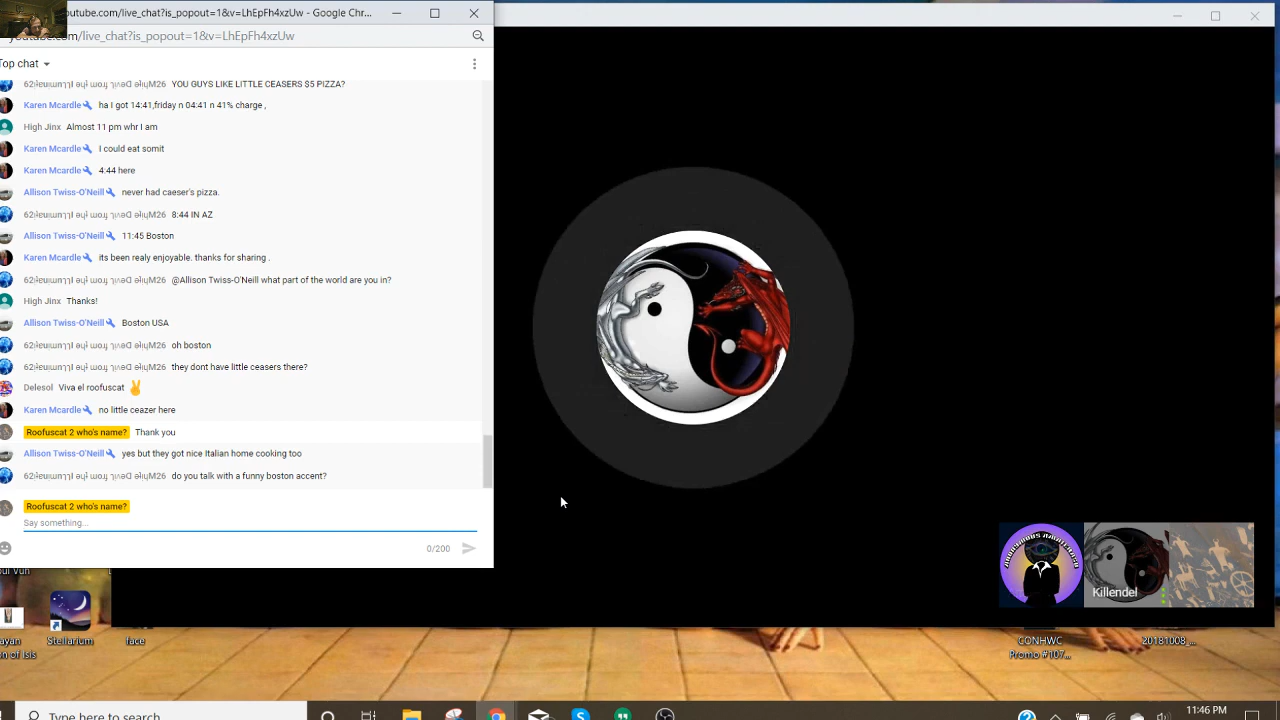 youtube.com/live_chat?is_popout=1&v=LhEpFh4xzUw - Google Chr...
youtube.com/live_chat?is_popout=1&v=LhEpFh4xzUw
Top chat
YOU GUYS LIKE LITTLE CEASERS $5 PIZZA?
Karen Mcardle ha I got 14:41,friday n 04:41 n 41% charge ,
High Jinx Almost 11 pm whr I am
Karen Mcardle I could eat somit
Karen Mcardle 4:44 here
Allison Twiss-O'Neill never had caeser's pizza.
8:44 IN AZ
Allison Twiss-O'Neill 11:45 Boston
Karen Mcardle its been realy enjoyable. thanks for sharing .
@Allison Twiss-O'Neill what part of the world are you in?
High Jinx Thanks!
Allison Twiss-O'Neill Boston USA
oh boston
they dont have little ceasers there?
Delesol Viva el roofuscat ✌
Karen Mcardle no little ceazer here
Roofuscat 2 who's name? Thank you
Allison Twiss-O'Neill yes but they got nice Italian home cooking too
do you talk with a funny boston accent?
Roofuscat 2 who's name?
Say something...
0/200
Killendel
Stellarium
face
CONHWC
Promo #107...
20181008_...
Type here to search
11:46 PM